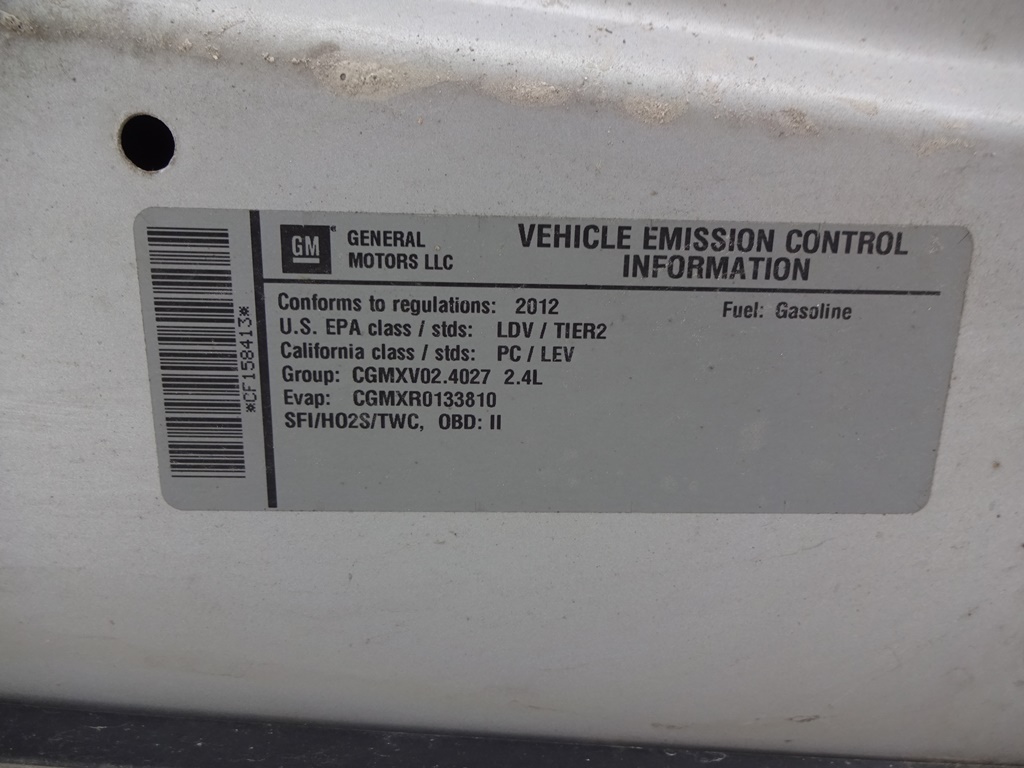 *CF158413*
GM GENERAL
MOTORS LLC
VEHICLE EMISSION CONTROL
INFORMATION
Conforms to regulations: 2012 Fuel: Gasoline
U.S. EPA class / stds: LDV / TIER2
California class / stds: PC / LEV
Group: CGMXV02.4027 2.4L
Evap: CGMXR0133810
SFI/HO2S/TWC, OBD: II